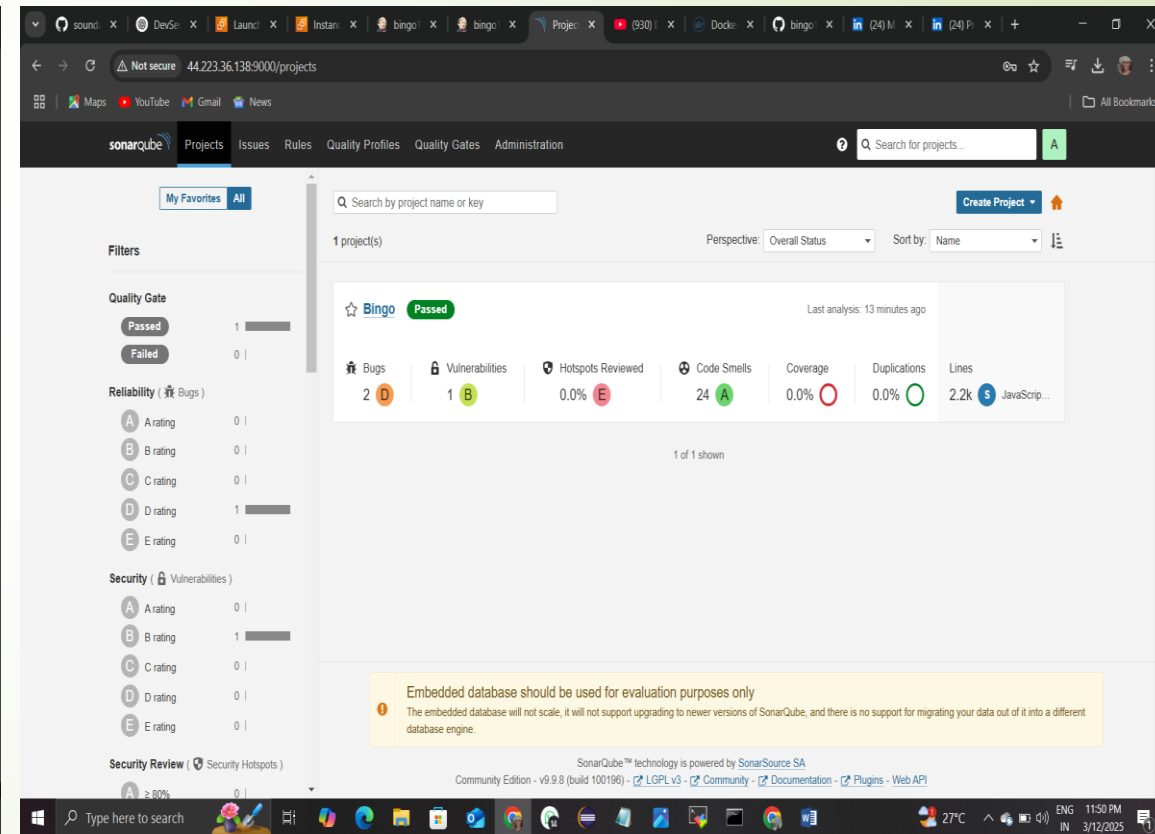 sound
DevSe
Launch
Instanc
bingo1
bingo
Projec
(930) D
Docke
bingo1
(24) M
(24) Pr
Not secure 44.223.36.138:9000/projects
Maps YouTube Gmail News
All Bookmarks
sonarqube Projects Issues Rules Quality Profiles Quality Gates Administration
Search for projects...
A
My Favorites All
Search by project name or key
Create Project
1 project(s)
Perspective: Overall Status
Sort by: Name
Filters
Quality Gate
Passed 1
Failed 0
Reliability ( Bugs )
A A rating 0
B B rating 0
C C rating 0
D D rating 1
E E rating 0
Security ( Vulnerabilities )
A A rating 0
B B rating 1
C C rating 0
D D rating 0
E E rating 0
Security Review ( Security Hotspots )
A ≥ 80% 0
Bingo Passed
Last analysis: 13 minutes ago
Bugs Vulnerabilities Hotspots Reviewed Code Smells Coverage Duplications Lines
2 D 1 B 0.0% E 24 A 0.0% 0.0% 2.2k S JavaScrip...
1 of 1 shown
Embedded database should be used for evaluation purposes only
The embedded database will not scale, it will not support upgrading to newer versions of SonarQube, and there is no support for migrating your data out of it into a different
database engine.
SonarQube™ technology is powered by SonarSource SA
Community Edition - v9.9.8 (build 100196) - LGPL v3 - Community - Documentation - Plugins - Web API
Type here to search
27°C
ENG
IN
11:50 PM
3/12/2025
1